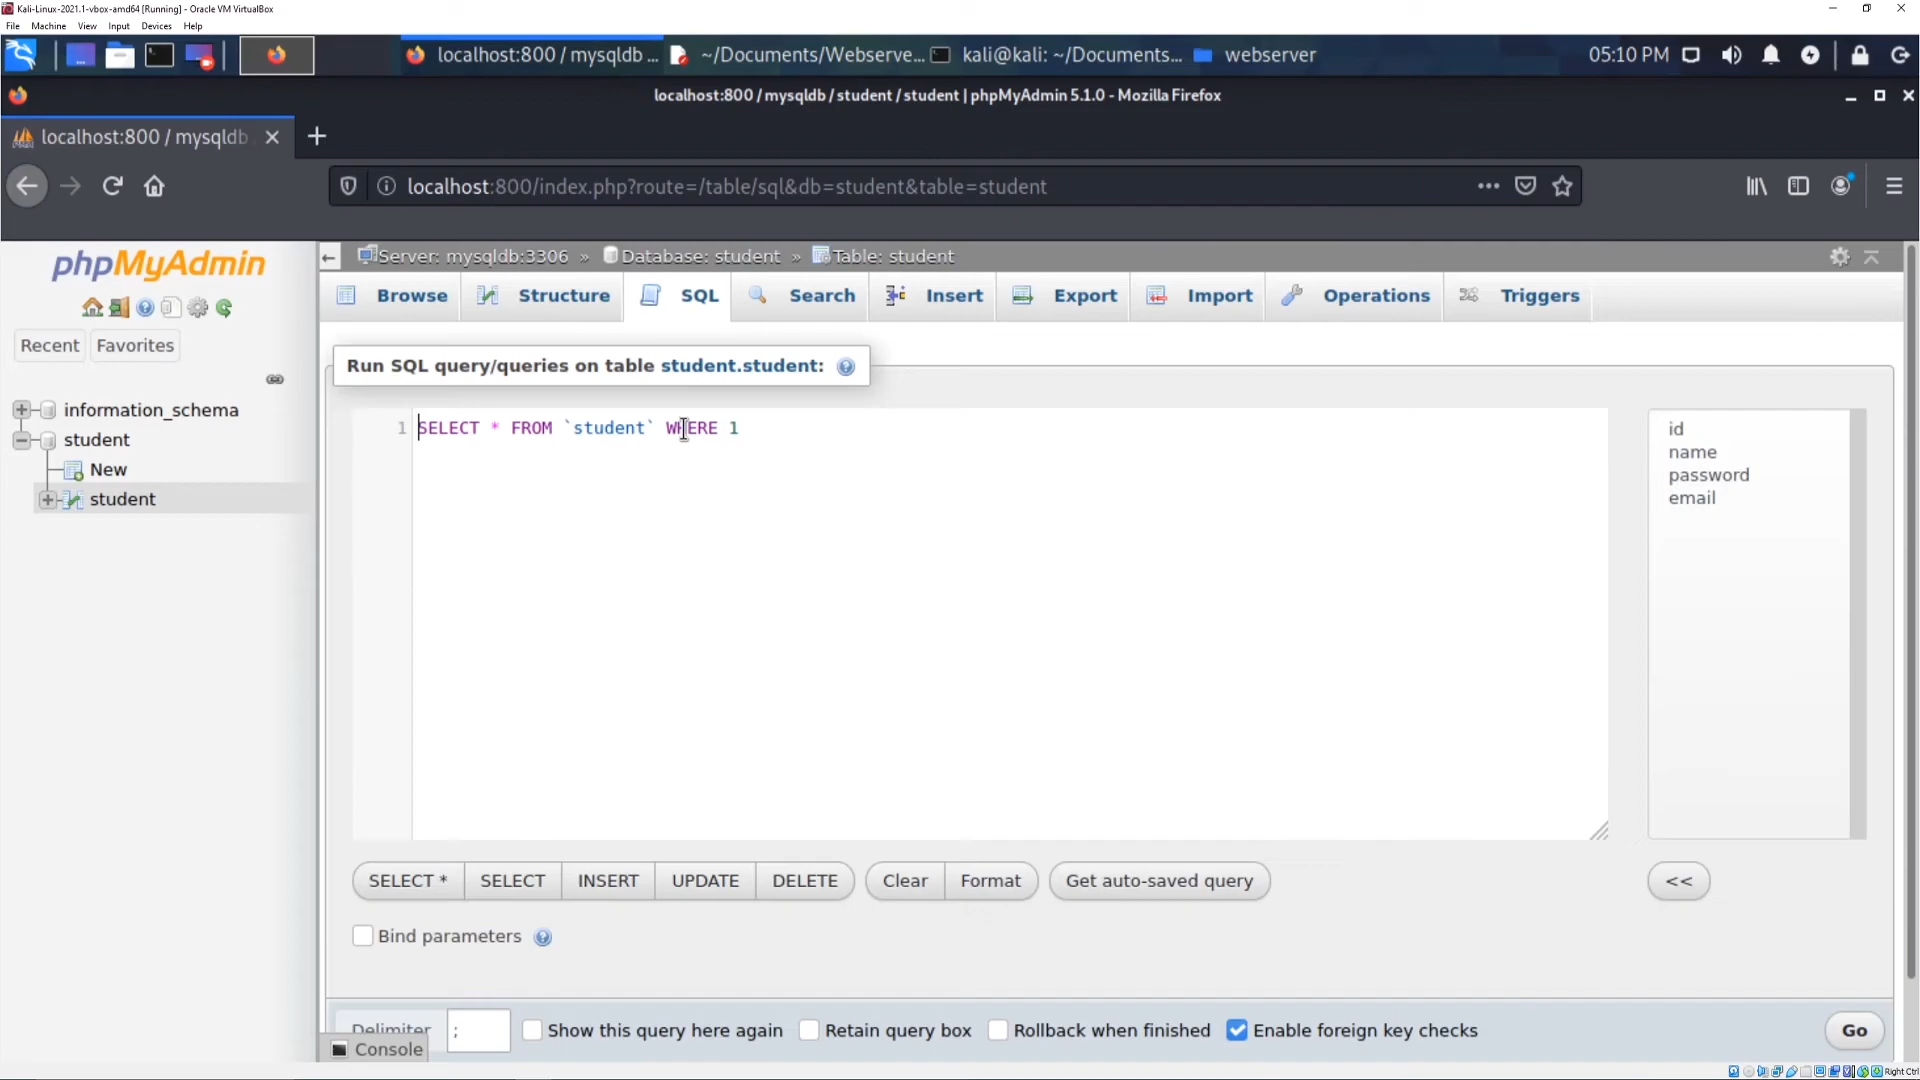 Kali-Linux-2021.1-vbox-amd64 [Running] - Oracle VM VirtualBox
File Machine View Input Devices Help
localhost:800 / mysqldb ... ~/Documents/Webserve... kali@kali: ~/Documents... webserver 05:10 PM
localhost:800 / mysqldb / student / student | phpMyAdmin 5.1.0 - Mozilla Firefox
localhost:800 / mysqldb
localhost:800/index.php?route=/table/sql&db=student&table=student
phpMyAdmin
Recent Favorites
information_schema
student
New
student
Server: mysqldb:3306 » Database: student » Table: student
Browse Structure SQL Search Insert Export Import Operations Triggers
Run SQL query/queries on table student.student:
1 SELECT * FROM `student` WHERE 1
id
name
password
email
SELECT * SELECT INSERT UPDATE DELETE Clear Format Get auto-saved query <<
Bind parameters
Delimiter ; Show this query here again Retain query box Rollback when finished Enable foreign key checks Go
Console
Right Ctrl